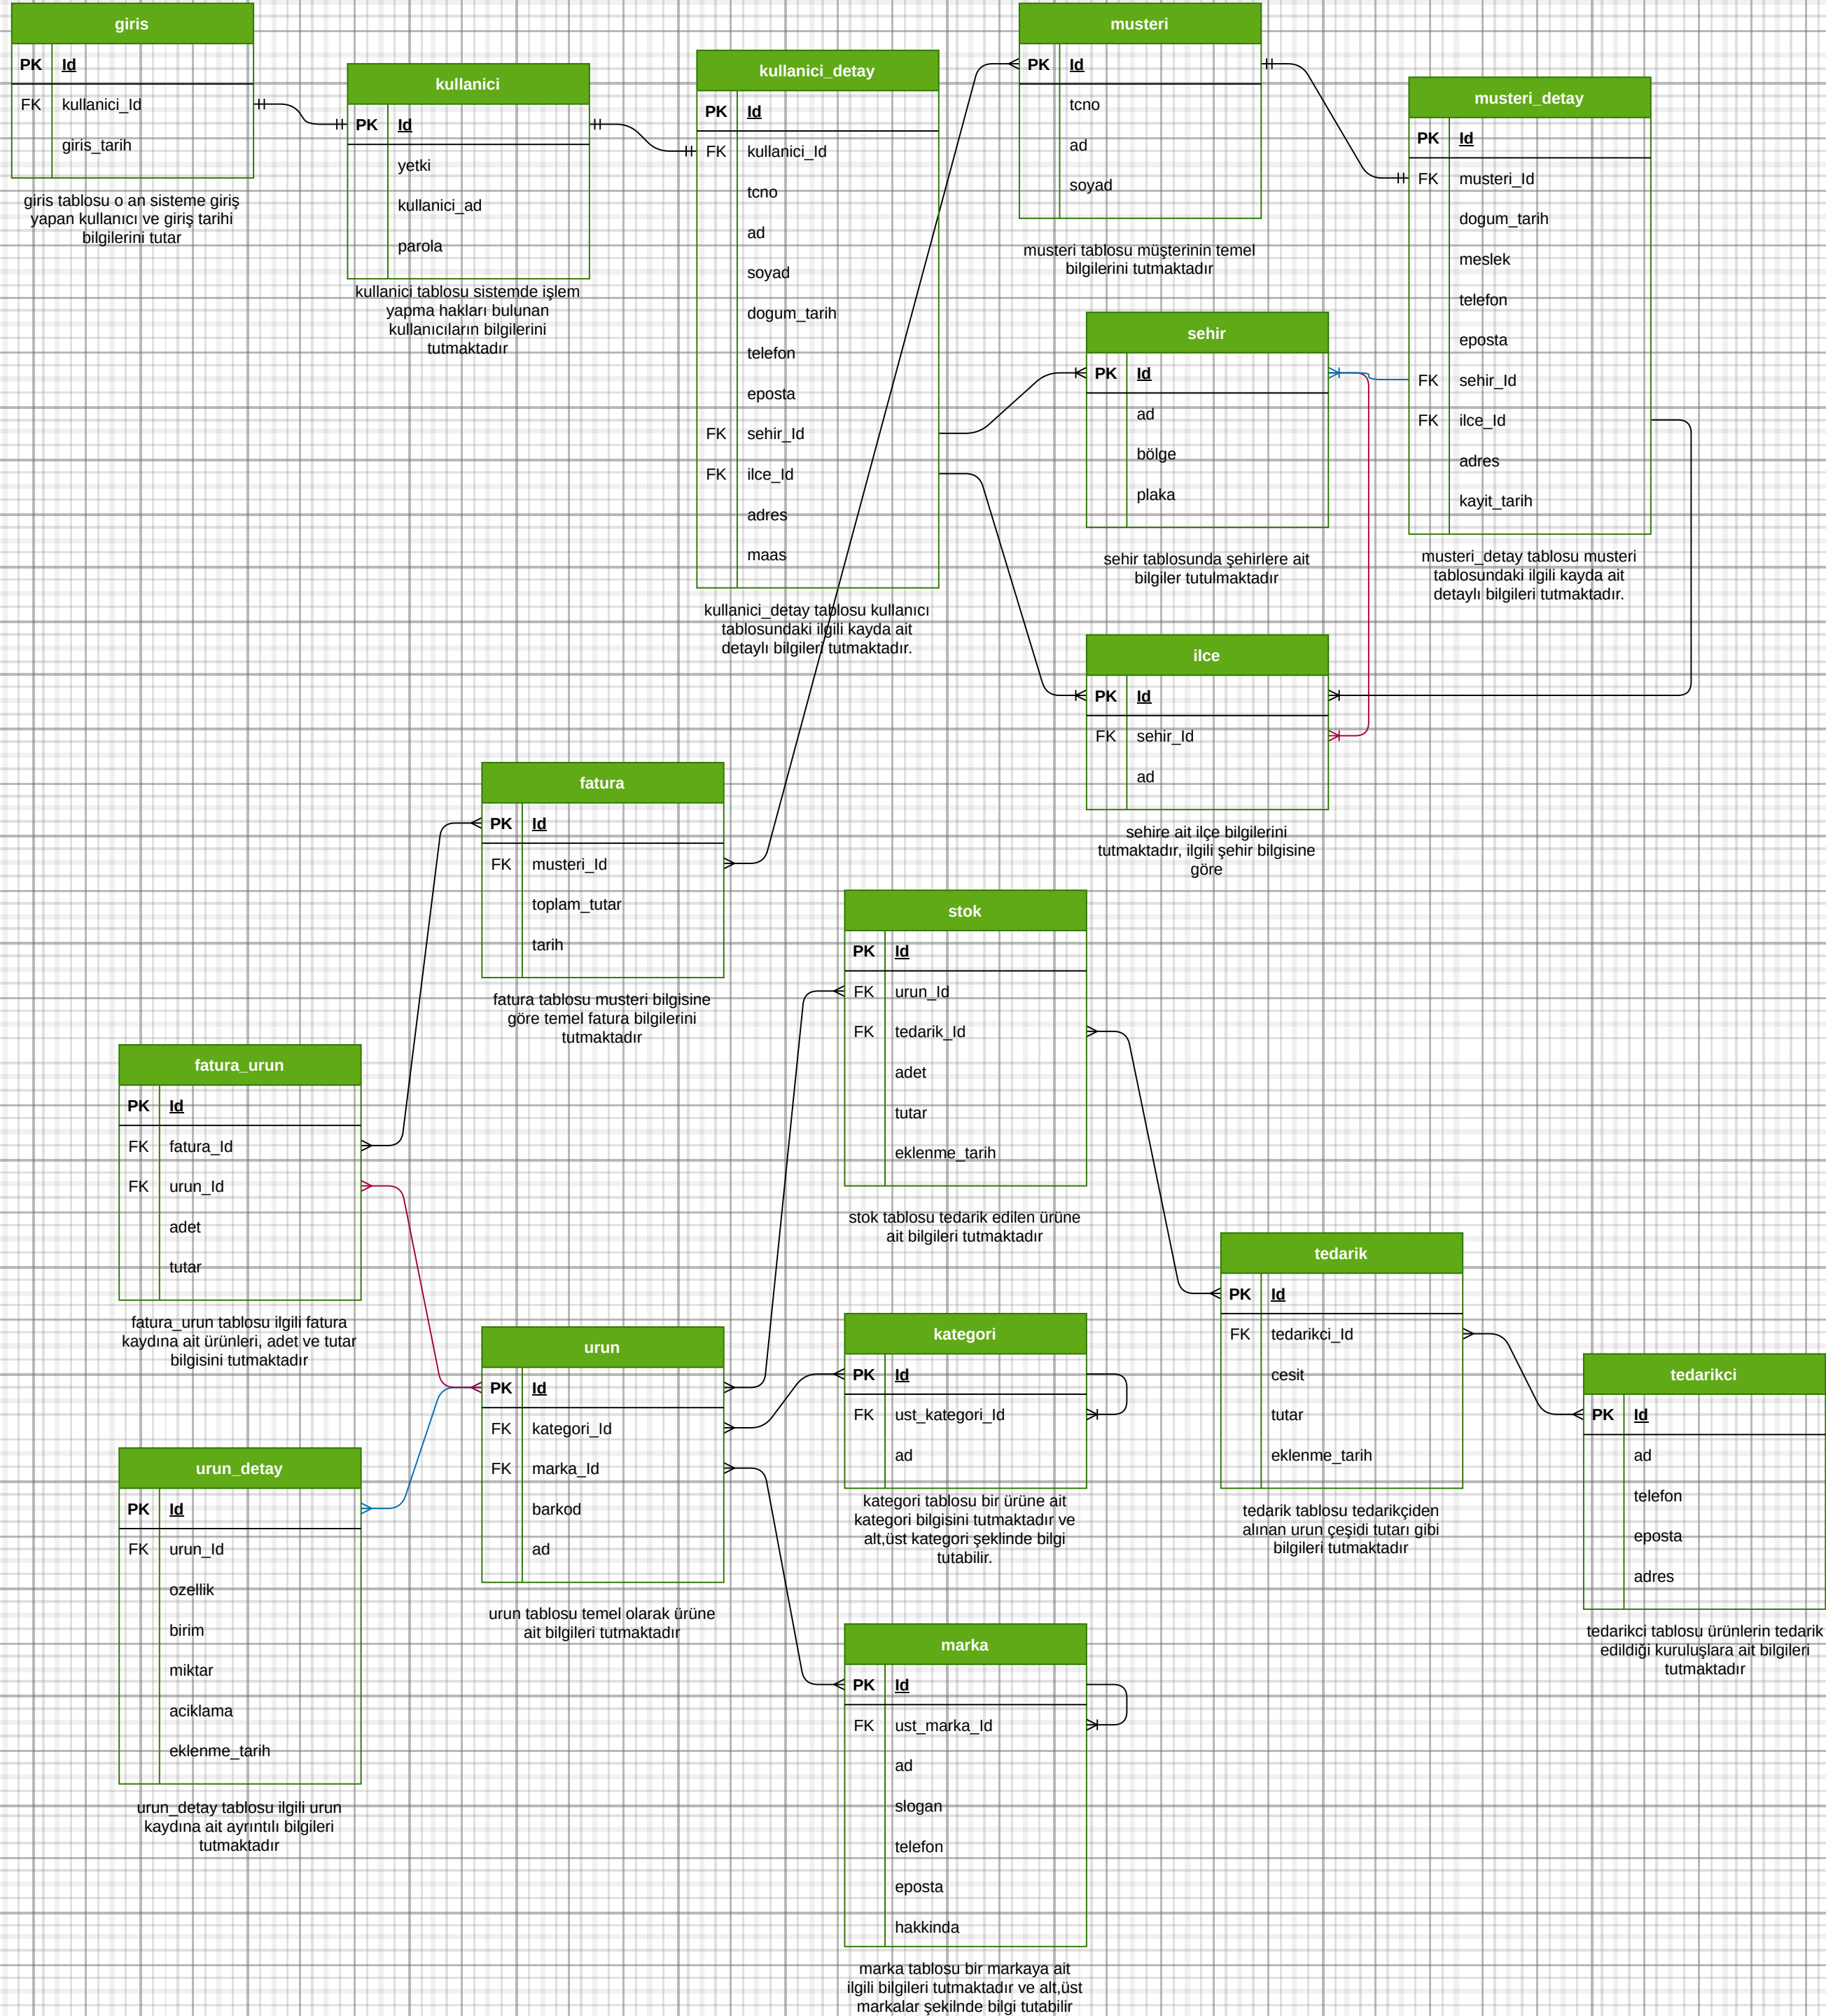 giris
PK Id
FK kullanici_Id
giris_tarih
giris tablosu o an sisteme giriş
yapan kullanıcı ve giriş tarihi
bilgilerini tutar
kullanici
PK Id
yetki
kullanici_ad
parola
kullanici tablosu sistemde işlem
yapma hakları bulunan
kullanıcıların bilgilerini
tutmaktadır
kullanici_detay
PK Id
FK kullanici_Id
tcno
ad
soyad
dogum_tarih
telefon
eposta
FK sehir_Id
FK ilce_Id
adres
maas
kullanici_detay tablosu kullanıcı
tablosundaki ilgili kayda ait
detaylı bilgileri tutmaktadır.
musteri
PK Id
tcno
ad
soyad
musteri tablosu müşterinin temel
bilgilerini tutmaktadır
musteri_detay
PK Id
FK musteri_Id
dogum_tarih
meslek
telefon
eposta
FK sehir_Id
FK ilce_Id
adres
kayit_tarih
musteri_detay tablosu musteri
tablosundaki ilgili kayda ait
detaylı bilgileri tutmaktadır.
sehir
PK Id
ad
bölge
plaka
sehir tablosunda şehirlere ait
bilgiler tutulmaktadır
ilce
PK Id
FK sehir_Id
ad
sehire ait ilçe bilgilerini
tutmaktadır, ilgili şehir bilgisine
göre
fatura
PK Id
FK musteri_Id
toplam_tutar
tarih
fatura tablosu musteri bilgisine
göre temel fatura bilgilerini
tutmaktadır
stok
PK Id
FK urun_Id
FK tedarik_Id
adet
tutar
eklenme_tarih
stok tablosu tedarik edilen ürüne
ait bilgileri tutmaktadır
fatura_urun
PK Id
FK fatura_Id
FK urun_Id
adet
tutar
fatura_urun tablosu ilgili fatura
kaydına ait ürünleri, adet ve tutar
bilgisini tutmaktadır
tedarik
PK Id
FK tedarikci_Id
cesit
tutar
eklenme_tarih
tedarik tablosu tedarikçiden
alınan urun çeşidi tutarı gibi
bilgileri tutmaktadır
tedarikci
PK Id
ad
telefon
eposta
adres
tedarikci tablosu ürünlerin tedarik
edildiği kuruluşlara ait bilgileri
tutmaktadır
urun
PK Id
FK kategori_Id
FK marka_Id
barkod
ad
urun tablosu temel olarak ürüne
ait bilgileri tutmaktadır
kategori
PK Id
FK ust_kategori_Id
ad
kategori tablosu bir ürüne ait
kategori bilgisini tutmaktadır ve
alt,üst kategori şeklinde bilgi
tutabilir.
urun_detay
PK Id
FK urun_Id
ozellik
birim
miktar
aciklama
eklenme_tarih
urun_detay tablosu ilgili urun
kaydına ait ayrıntılı bilgileri
tutmaktadır
marka
PK Id
FK ust_marka_Id
ad
slogan
telefon
eposta
hakkinda
marka tablosu bir markaya ait
ilgili bilgileri tutmaktadır ve alt,üst
markalar şekilnde bilgi tutabilir